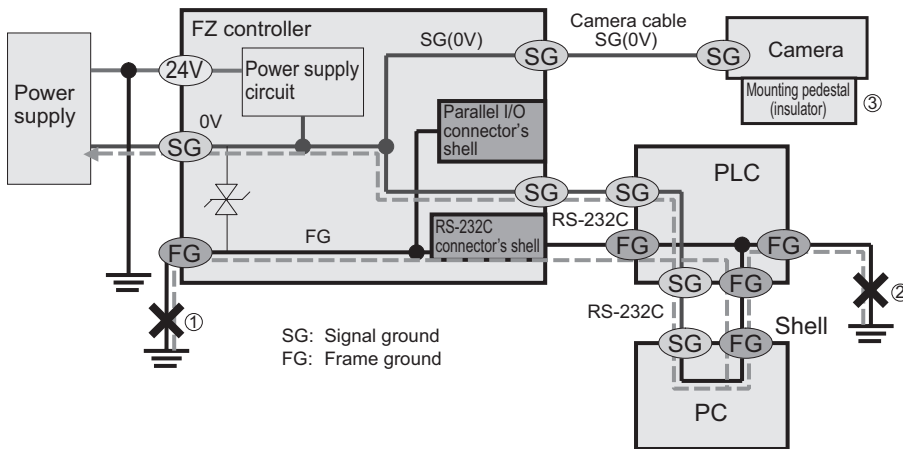 FZ controller
Camera cable
SG(0V)
SG(0V)
SG
SG
Camera
24V
Power supply
circuit
Power
supply
Mounting pedestal
(insulator)
③
0V
Parallel I/O
connector's
shell
SG
PLC
SG
SG
RS-232C
FG
RS-232C
connector's shell
FG
FG
FG
SG
FG
②
①
RS-232C
Shell
SG: Signal ground
FG: Frame ground
SG
FG
PC